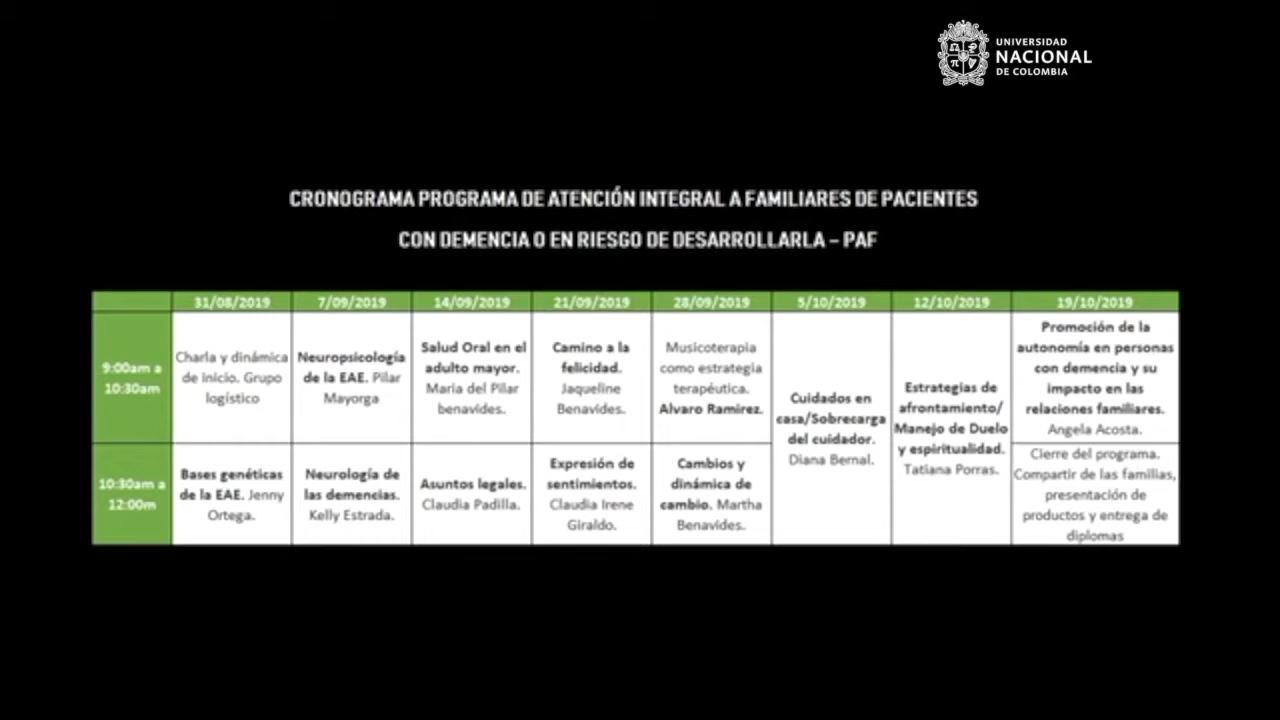 UNIVERSIDAD
NACIONAL
DE COLOMBIA
CRONOGRAMA PROGRAMA DE ATENCIÓN INTEGRAL A FAMILIARES DE PACIENTES
CON DEMENCIA O EN RIESGO DE DESARROLLARLA – PAF
31/08/2019
7/09/2019
14/09/2019
21/09/2019
28/09/2019
5/10/2019
12/10/2019
19/10/2019
9:00am a
10:30am
Charla y dinámica
de inicio. Grupo
logístico
Neuropsicología
de la EAE. Pilar
Mayorga
Salud Oral en el
adulto mayor.
Maria del Pilar
benavides.
Camino a la
felicidad.
Jaqueline
Benavides.
Musicoterapia
como estrategia
terapéutica.
Alvaro Ramirez.
Cuidados en
casa/Sobrecarga
del cuidador.
Diana Bernal.
Estrategias de
afrontamiento/
Manejo de Duelo
y espiritualidad.
Tatiana Porras.
Promoción de la
autonomía en personas
con demencia y su
impacto en las
relaciones familiares.
Angela Acosta.
10:30am a
12:00m
Bases genéticas
de la EAE. Jenny
Ortega.
Neurología de
las demencias.
Kelly Estrada.
Asuntos legales.
Claudia Padilla.
Expresión de
sentimientos.
Claudia Irene
Giraldo.
Cambios y
dinámica de
cambio. Martha
Benavides.
Cierre del programa.
Compartir de las familias,
presentación de
productos y entrega de
diplomas